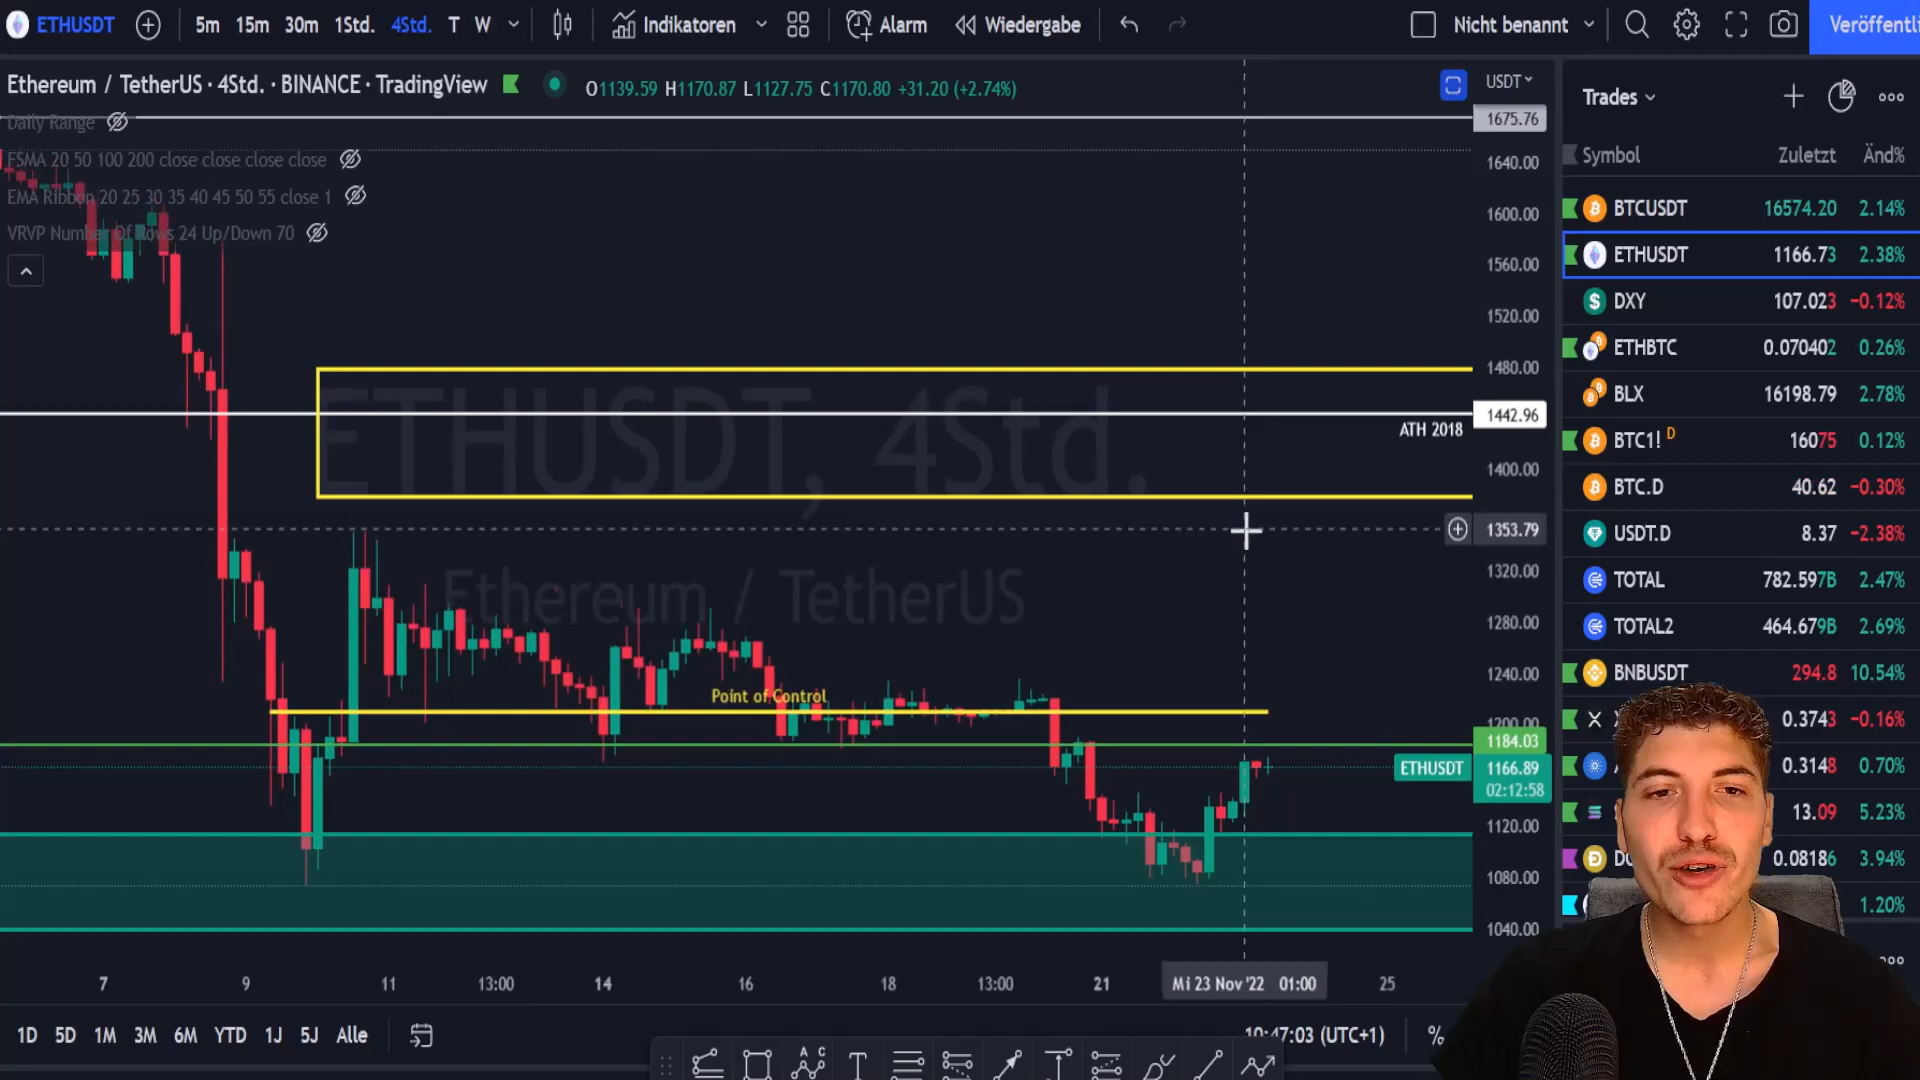 ETHUSDT 5m 15m 30m 1Std. 4Std. T W Indikatoren Alarm Wiedergabe Nicht benannt Veröffentli
Ethereum / TetherUS · 4Std. · BINANCE · TradingView O1139.59 H1170.87 L1127.75 C1170.80 +31.20 (+2.74%)
Daily Range
ESMA 20 50 100 200 close close close close
EMA Ribbon 20 25 30 35 40 45 50 55 close 1
VRVP Number Of Rows 24 Up/Down 70
ETHUSDT, 4Std.
Ethereum / TetherUS
ATH 2018
Point of Control
USDT
1675.76
1640.00
1600.00
1560.00
1520.00
1480.00
1442.96
1400.00
1353.79
1320.00
1280.00
1240.00
1200.00
1184.03
ETHUSDT 1166.89
02:12:58
1120.00
1080.00
1040.00
7 9 11 13:00 14 16 18 13:00 21 Mi 23 Nov '22 01:00 25
1D 5D 1M 3M 6M YTD 1J 5J Alle
10:47:03 (UTC+1) %
A C
B
T
Trades
Symbol Zuletzt Änd%
BTCUSDT 16574.20 2.14%
ETHUSDT 1166.73 2.38%
DXY 107.023 −0.12%
ETHBTC 0.070402 0.26%
BLX 16198.79 2.78%
BTC1! D 16075 0.12%
BTC.D 40.62 −0.30%
USDT.D 8.37 −2.38%
TOTAL 782.597B 2.47%
TOTAL2 464.679B 2.69%
BNBUSDT 294.8 10.54%
0.3743 −0.16%
0.3148 0.70%
13.09 5.23%
0.08186 3.94%
1.20%